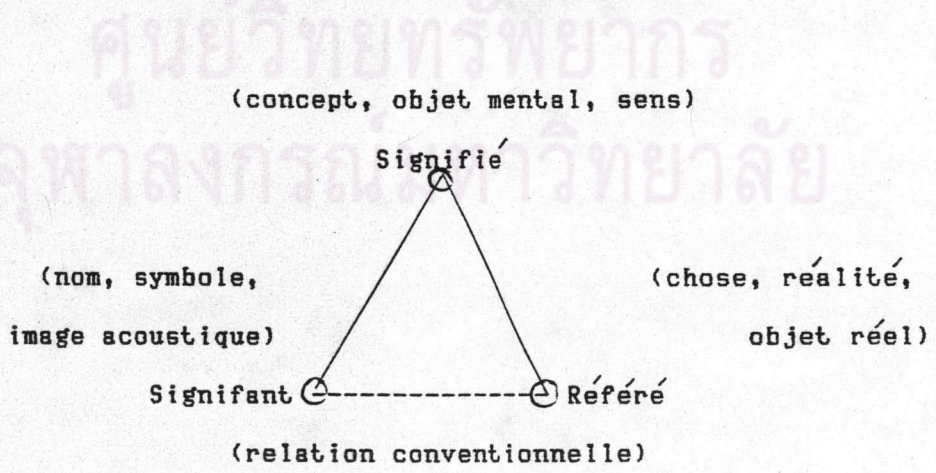 ศูนย์วิทยทรัพยากร
(concept, objet mental, sens)
จุฬาลงกรณ์มหาวิทยาลัย
Signifié
(nom, symbole,
image acoustique)
(chose, réalité,
objet réel)
Signifant
Référé
(relation conventionnelle)